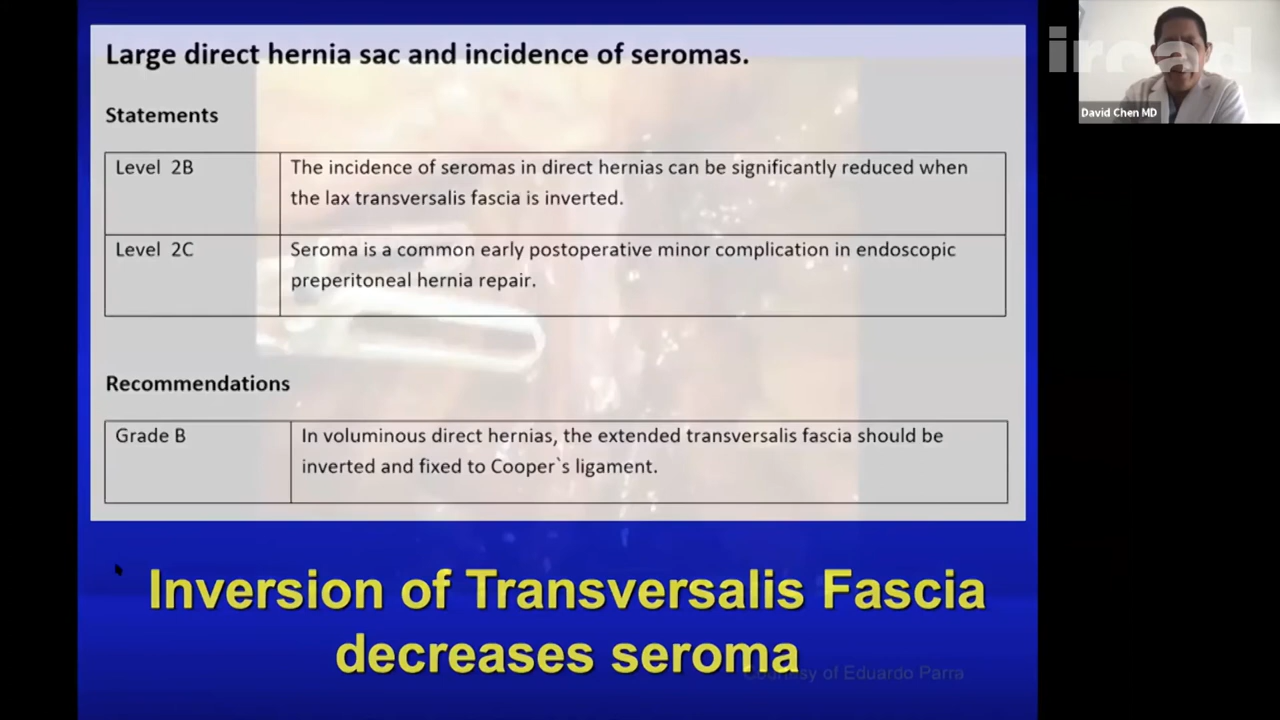 Large direct hernia sac and incidence of seromas.
Statements
Level 2B
The incidence of seromas in direct hernias can be significantly reduced when
the lax transversalis fascia is inverted.
Level 2C
Seroma is a common early postoperative minor complication in endoscopic
preperitoneal hernia repair.
Recommendations
Grade B
In voluminous direct hernias, the extended transversalis fascia should be
inverted and fixed to Cooper`s ligament.
Inversion of Transversalis Fascia
decreases seroma
Courtesy of Eduardo Parra
ircad
David Chen MD